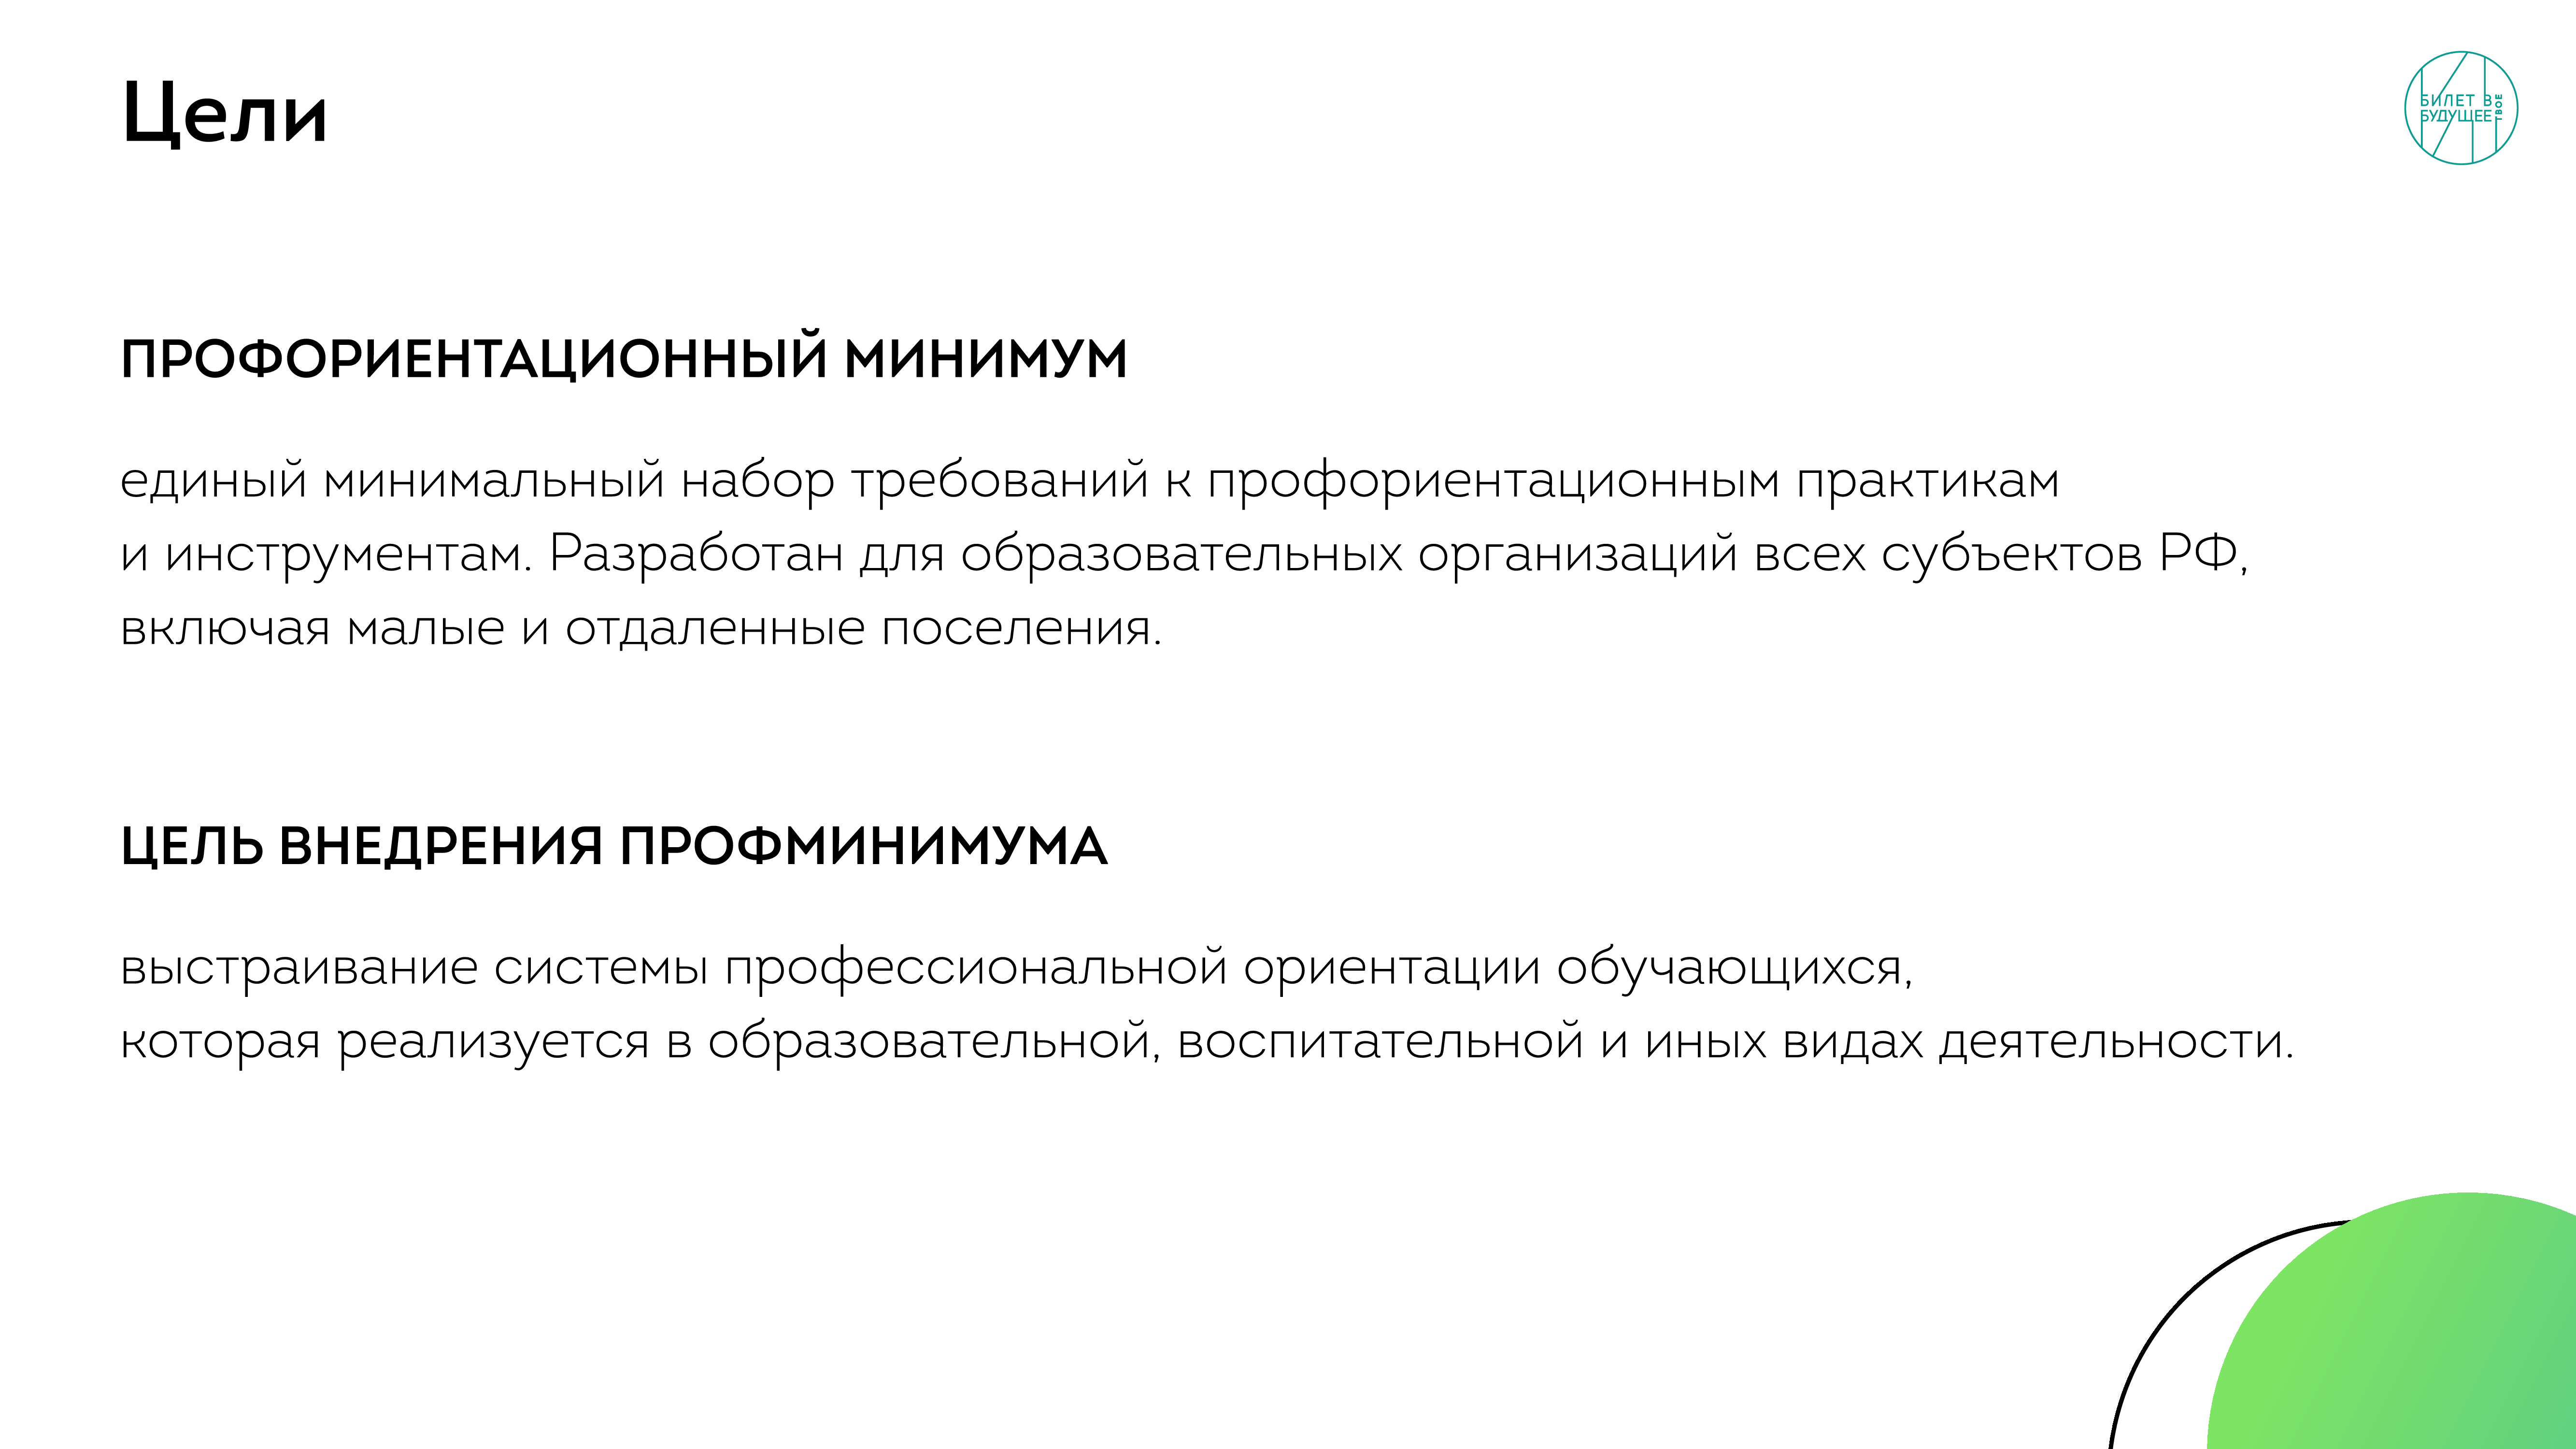 Цели
БИЛЕТ В
БУДУЩЕЕ
ТВОЕ
ПРОФОРИЕНТАЦИОННЫЙ МИНИМУМ
единый минимальный набор требований к профориентационным практикам
и инструментам. Разработан для образовательных организаций всех субъектов РФ,
включая малые и отдаленные поселения.
ЦЕЛЬ ВНЕДРЕНИЯ ПРОФМИНИМУМА
выстраивание системы профессиональной ориентации обучающихся,
которая реализуется в образовательной, воспитательной и иных видах деятельности.